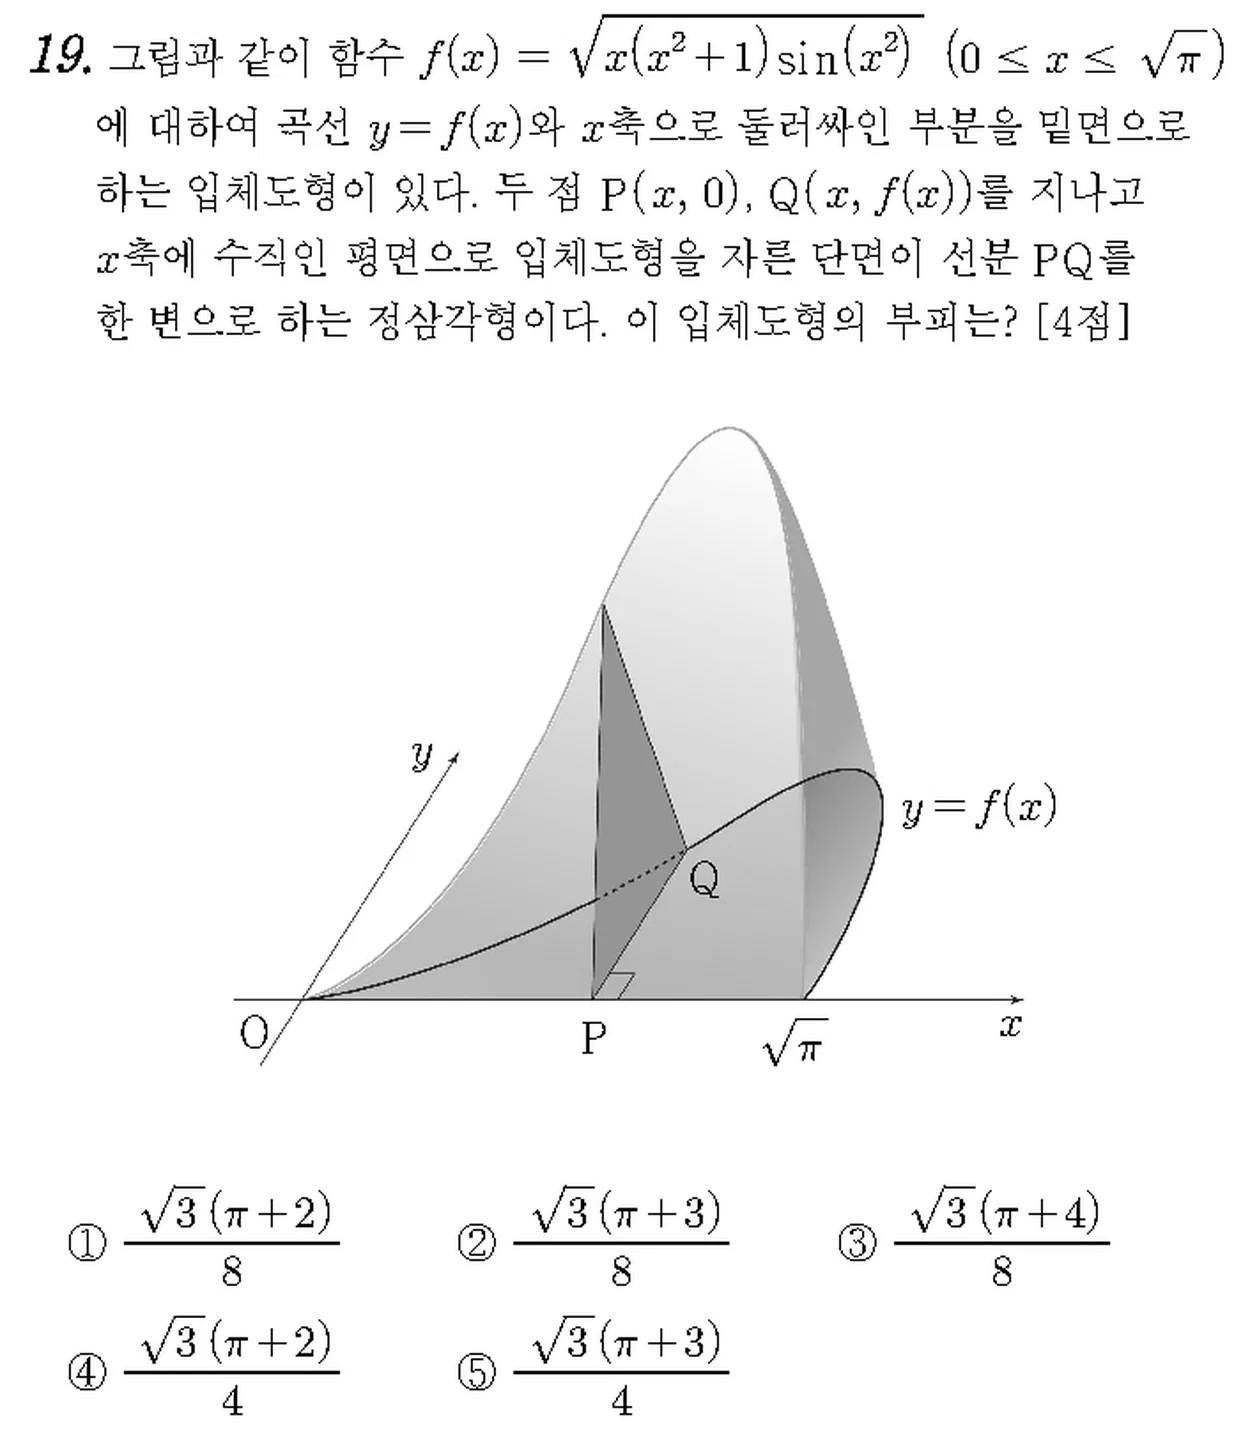 19. 그림과 같이 함수 f(x) = √(x(x²+1)sin(x²)) (0 ≤ x ≤ √π)
에 대하여 곡선 y=f(x)와 x축으로 둘러싸인 부분을 밑면으로
하는 입체도형이 있다. 두 점 P(x, 0), Q(x, f(x))를 지나고
x축에 수직인 평면으로 입체도형을 자른 단면이 선분 PQ를
한 변으로 하는 정삼각형이다. 이 입체도형의 부피는? [4점]
y
y=f(x)
Q
O
P
√π
x
① √3(π+2)/8
② √3(π+3)/8
③ √3(π+4)/8
④ √3(π+2)/4
⑤ √3(π+3)/4